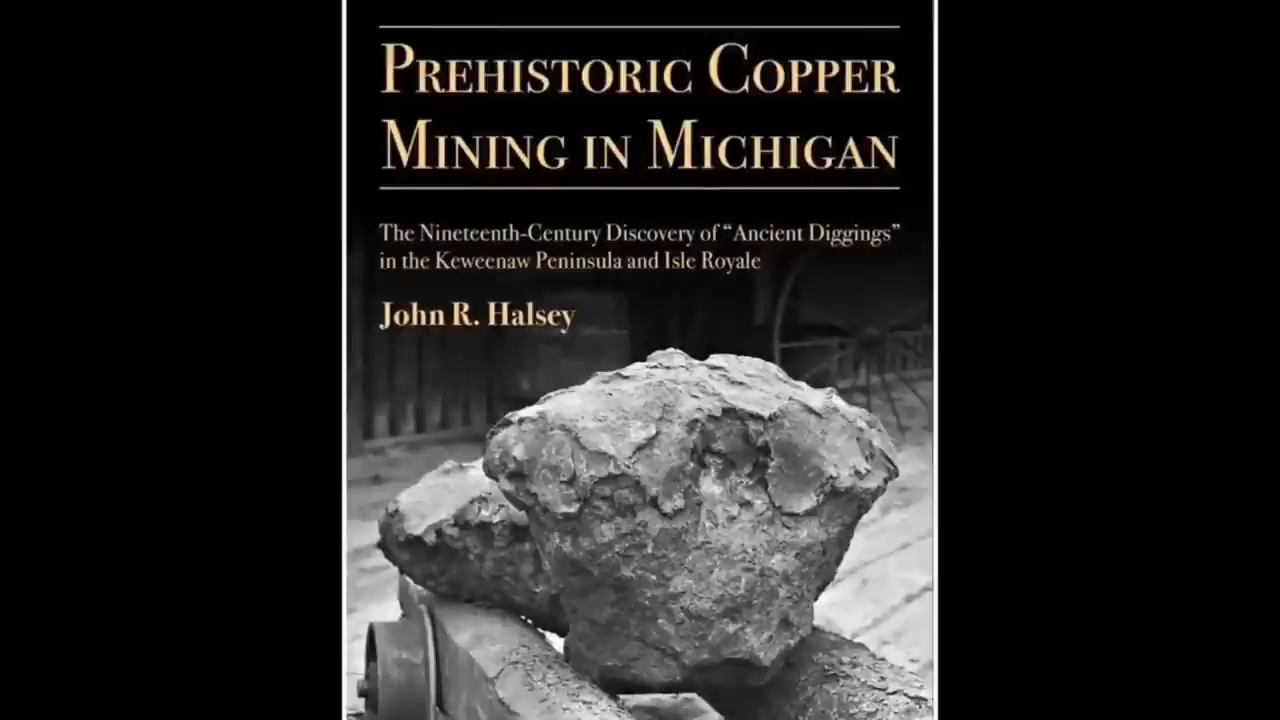 Prehistoric Copper
Mining in Michigan
The Nineteenth-Century Discovery of “Ancient Diggings”
in the Keweenaw Peninsula and Isle Royale
John R. Halsey